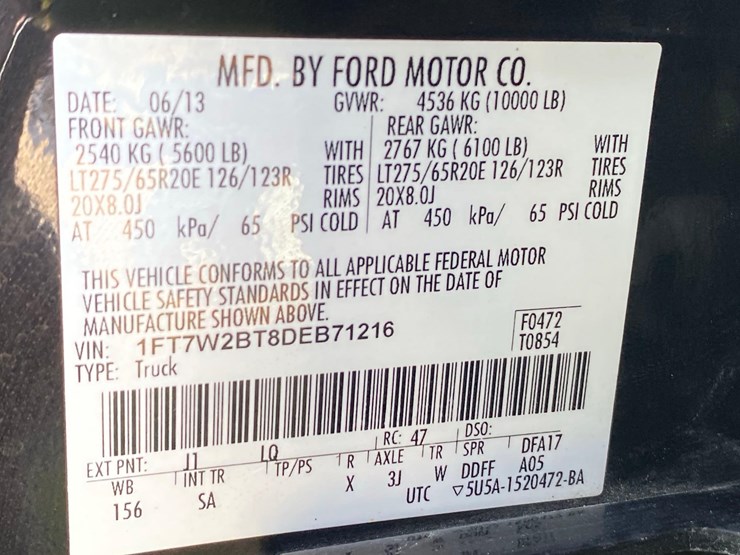 MFD. BY FORD MOTOR CO.
DATE: 06/13 GVWR: 4536 KG (10000 LB)
FRONT GAWR: REAR GAWR:
2540 KG ( 5600 LB) WITH 2767 KG ( 6100 LB) WITH
LT275/65R20E 126/123R TIRES LT275/65R20E 126/123R TIRES
20X8.0J RIMS 20X8.0J RIMS
AT 450 kPa/ 65 PSI COLD AT 450 kPa/ 65 PSI COLD
THIS VEHICLE CONFORMS TO ALL APPLICABLE FEDERAL MOTOR
VEHICLE SAFETY STANDARDS IN EFFECT ON THE DATE OF
MANUFACTURE SHOWN ABOVE.
VIN: 1FT7W2BT8DEB71216 F0472
TYPE: Truck T0854
EXT PNT: J1 LQ RC: 47 DSO:
WB INT TR TP/PS R AXLE TR SPR DFA17
156 SA X 3J W DDFF A05
UTC ▽5U5A-1520472-BA